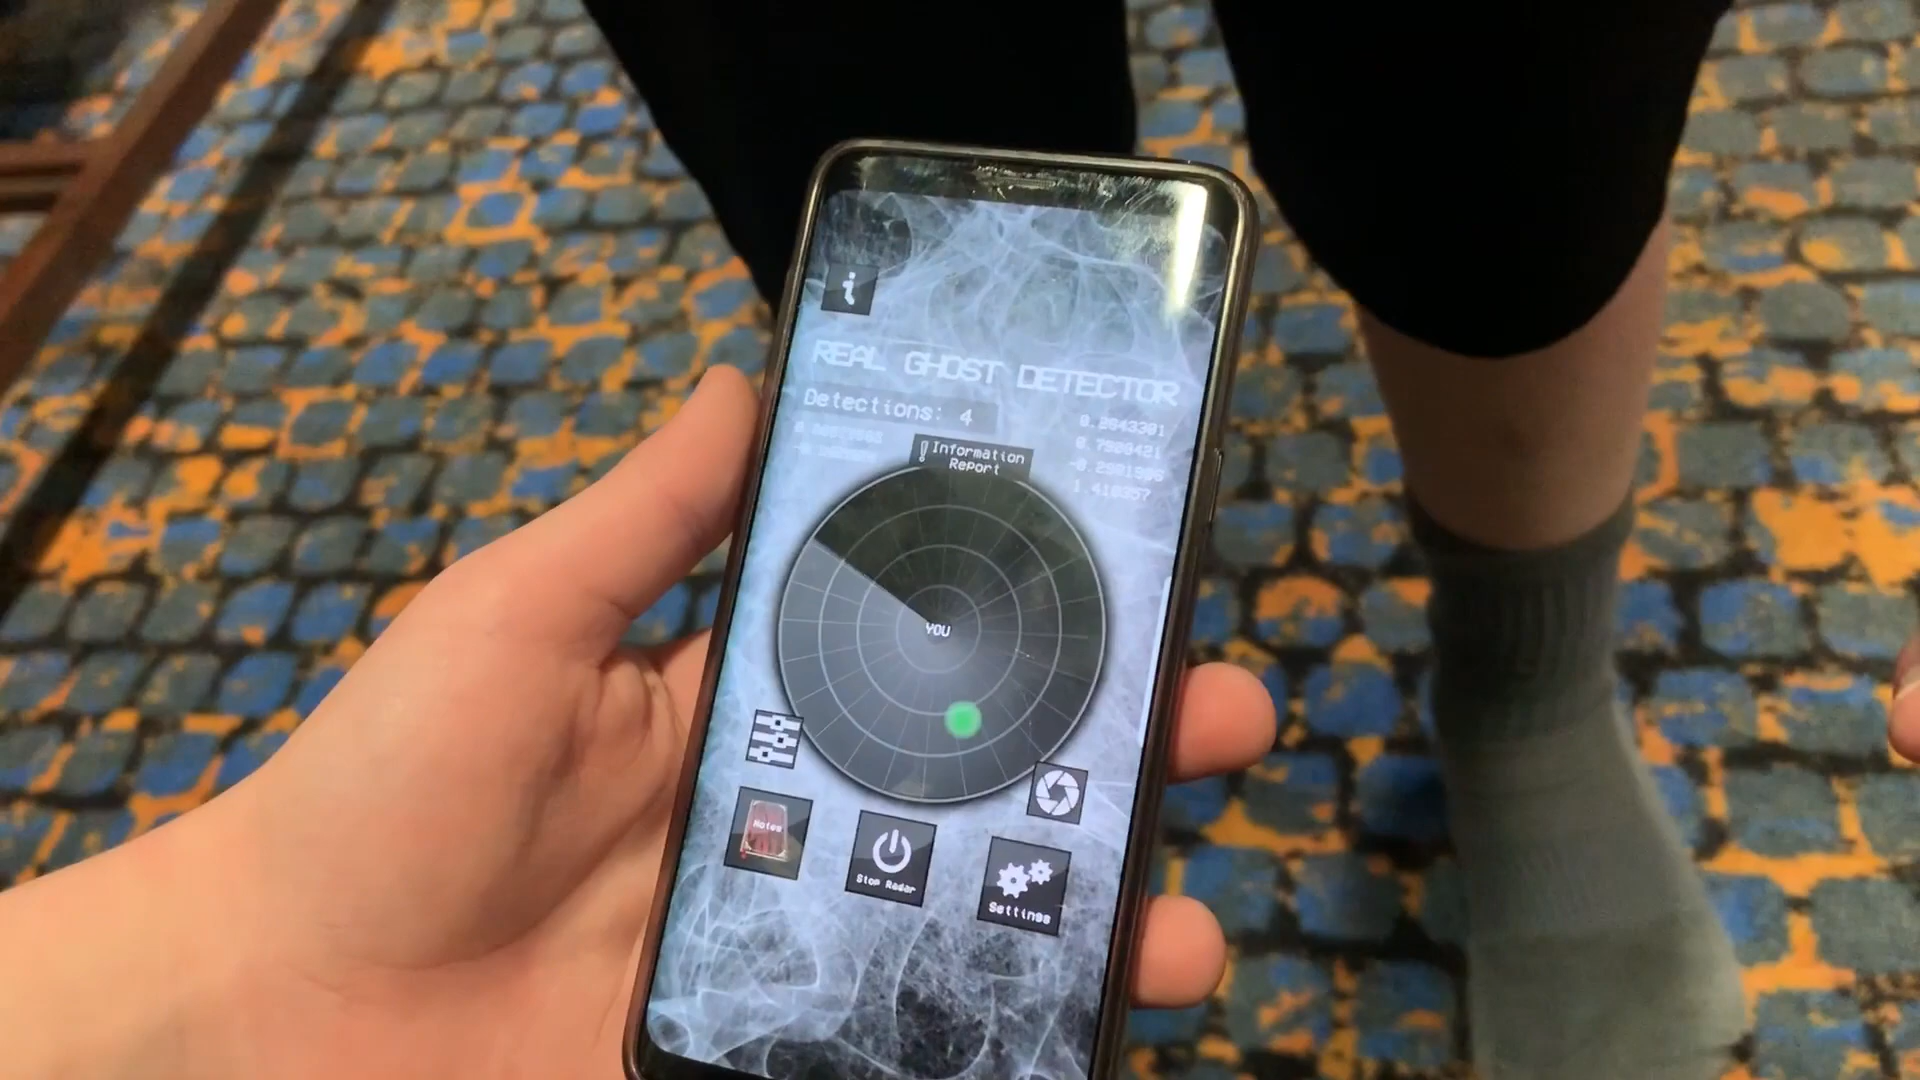 i
REAL GHOST DETECTOR
Detections: 4
Information
Report
YOU
Notes
Stop Radar
Settings